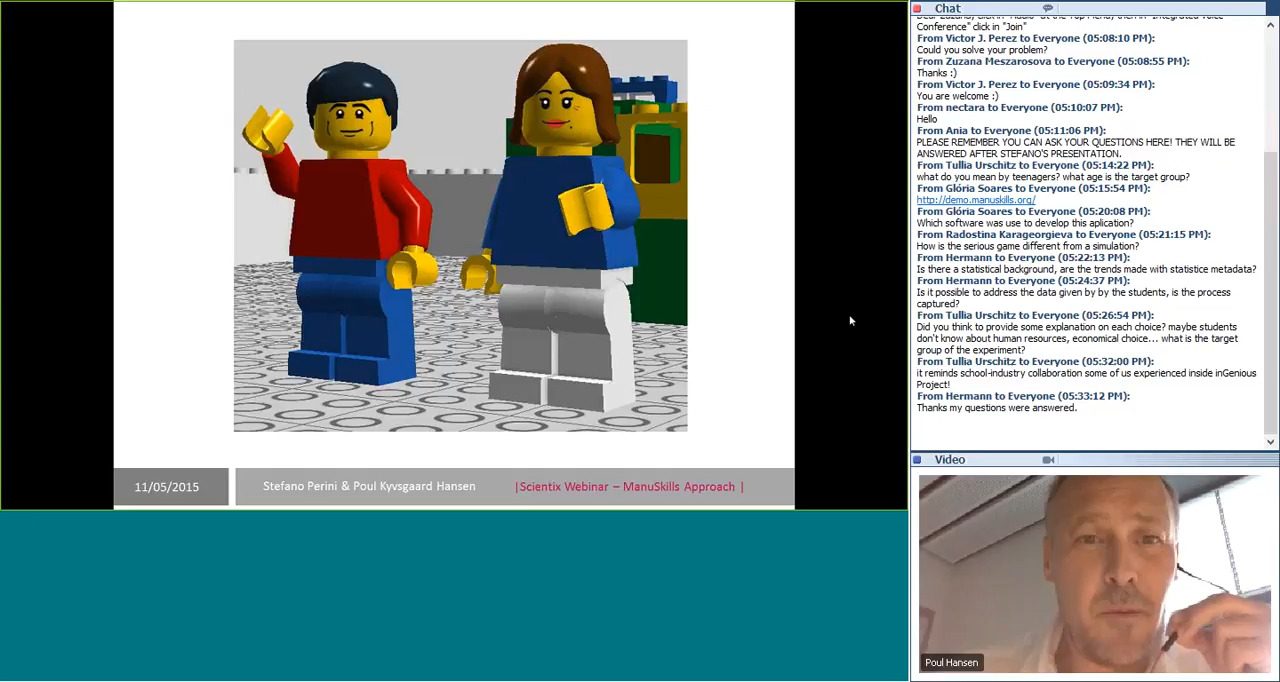 Chat
Conference" click in "Join"
From Victor J. Perez to Everyone (05:08:10 PM):
Could you solve your problem?
From Zuzana Meszarosova to Everyone (05:08:55 PM):
Thanks :)
From Victor J. Perez to Everyone (05:09:34 PM):
You are welcome :)
From nectara to Everyone (05:10:07 PM):
Hello
From Ania to Everyone (05:11:06 PM):
PLEASE REMEMBER YOU CAN ASK YOUR QUESTIONS HERE! THEY WILL BE
ANSWERED AFTER STEFANO'S PRESENTATION.
From Tullia Urschitz to Everyone (05:14:22 PM):
what do you mean by teenagers? what age is the target group?
From Glória Soares to Everyone (05:15:54 PM):
http://demo.manuskills.org/
From Glória Soares to Everyone (05:20:08 PM):
Which software was use to develop this aplication?
From Radostina Karageorgieva to Everyone (05:21:15 PM):
How is the serious game different from a simulation?
From Hermann to Everyone (05:22:13 PM):
Is there a statistical background, are the trends made with statistice metadata?
From Hermann to Everyone (05:24:37 PM):
Is it possible to address the data given by by the students, is the process
captured?
From Tullia Urschitz to Everyone (05:26:54 PM):
Did you think to provide some explanation on each choice? maybe students
don't know about human resources, economical choice... what is the target
group of the experiment?
From Tullia Urschitz to Everyone (05:32:00 PM):
it reminds school-industry collaboration some of us experienced inside inGenious
Project!
From Hermann to Everyone (05:33:12 PM):
Thanks my questions were answered.
Video
Poul Hansen
11/05/2015
Stefano Perini & Poul Kyvsgaard Hansen
|Scientix Webinar – ManuSkills Approach |